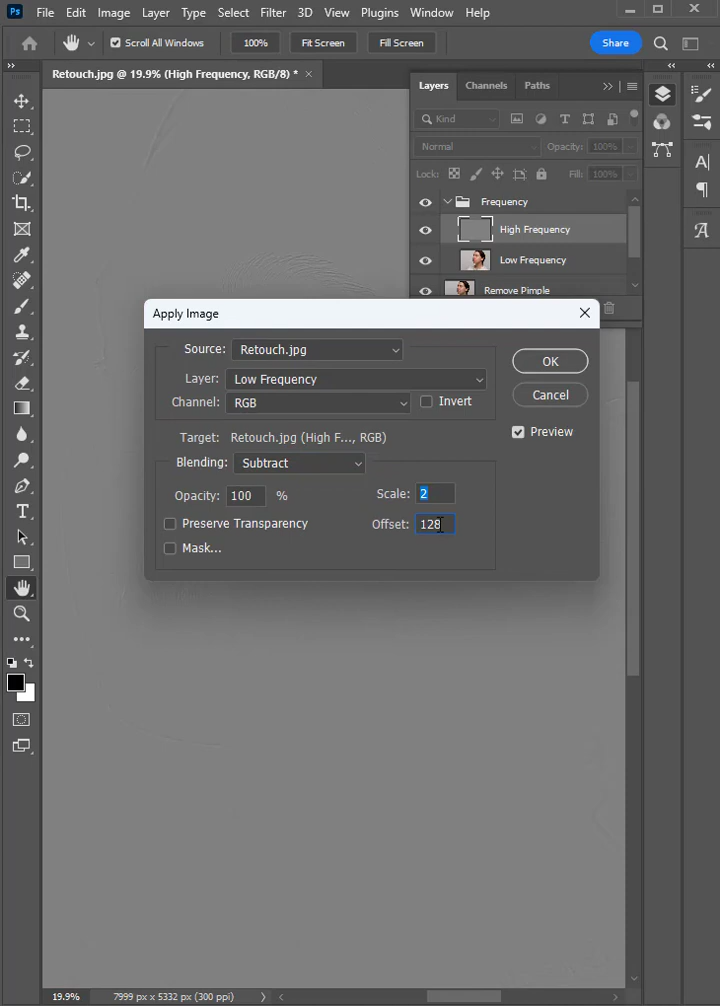 Ps File Edit Image Layer Type Select Filter 3D View Plugins Window Help
Scroll All Windows 100% Fit Screen Fill Screen Share
Retouch.jpg @ 19.9% (High Frequency, RGB/8) *
Layers Channels Paths
Kind
Normal Opacity: 100%
Lock: Fill: 100%
Frequency
High Frequency
Low Frequency
Remove Pimple
Apply Image
Source: Retouch.jpg
OK
Layer: Low Frequency
Channel: RGB Invert
Cancel
Target: Retouch.jpg (High F..., RGB)
Preview
Blending: Subtract
Opacity: 100 % Scale: 2
Preserve Transparency Offset: 128
Mask...
19.9% 7999 px x 5332 px (300 ppi)